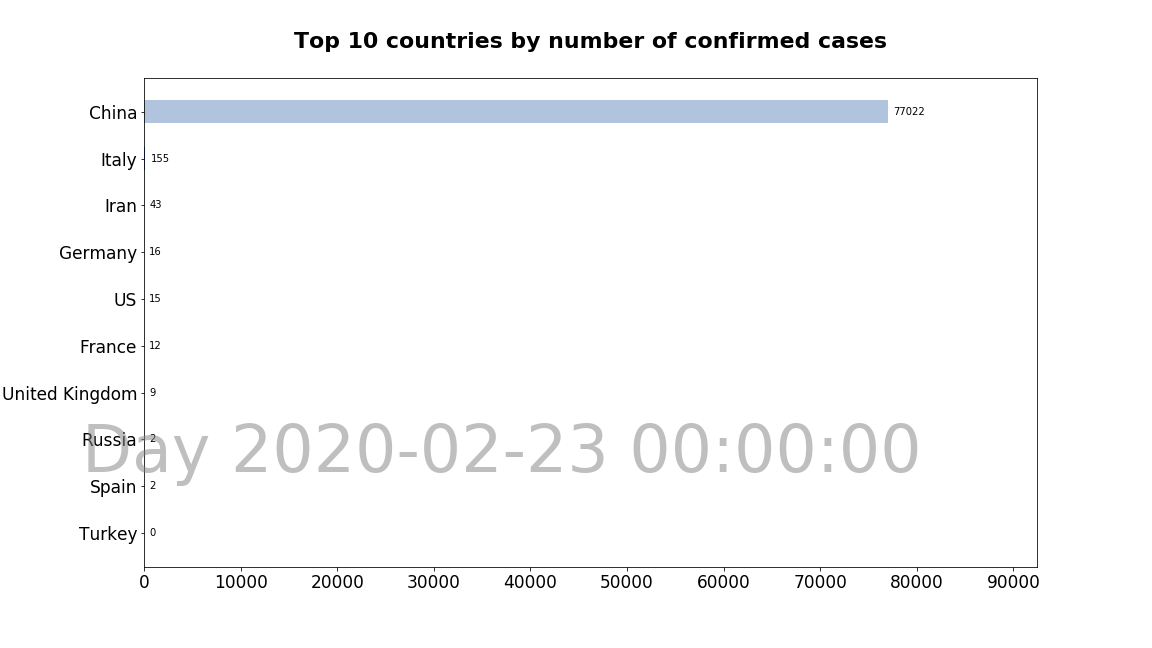 Top 10 countries by number of confirmed cases
China 77022
Italy 155
Iran 43
Germany 16
US 15
France 12
United Kingdom 9
Russia 2
Day 2020-02-23 00:00:00
Spain 2
Turkey 0
0 10000 20000 30000 40000 50000 60000 70000 80000 90000